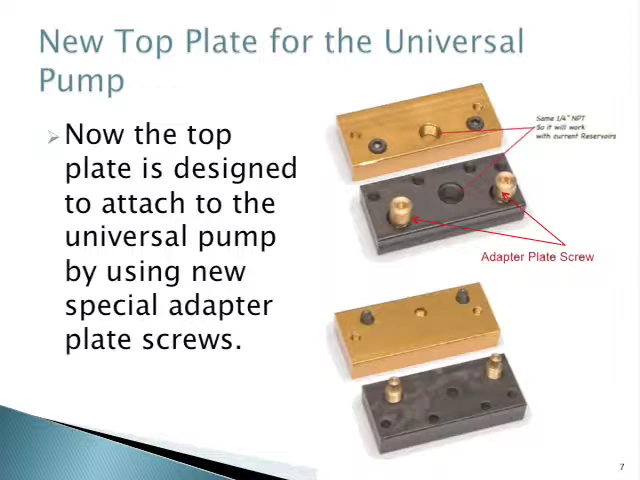 New Top Plate for the Universal
Pump
Now the top
plate is designed
to attach to the
universal pump
by using new
special adapter
plate screws.
Same 1/4" NPT
So it will work
with current Reservoirs
Adapter Plate Screw
7